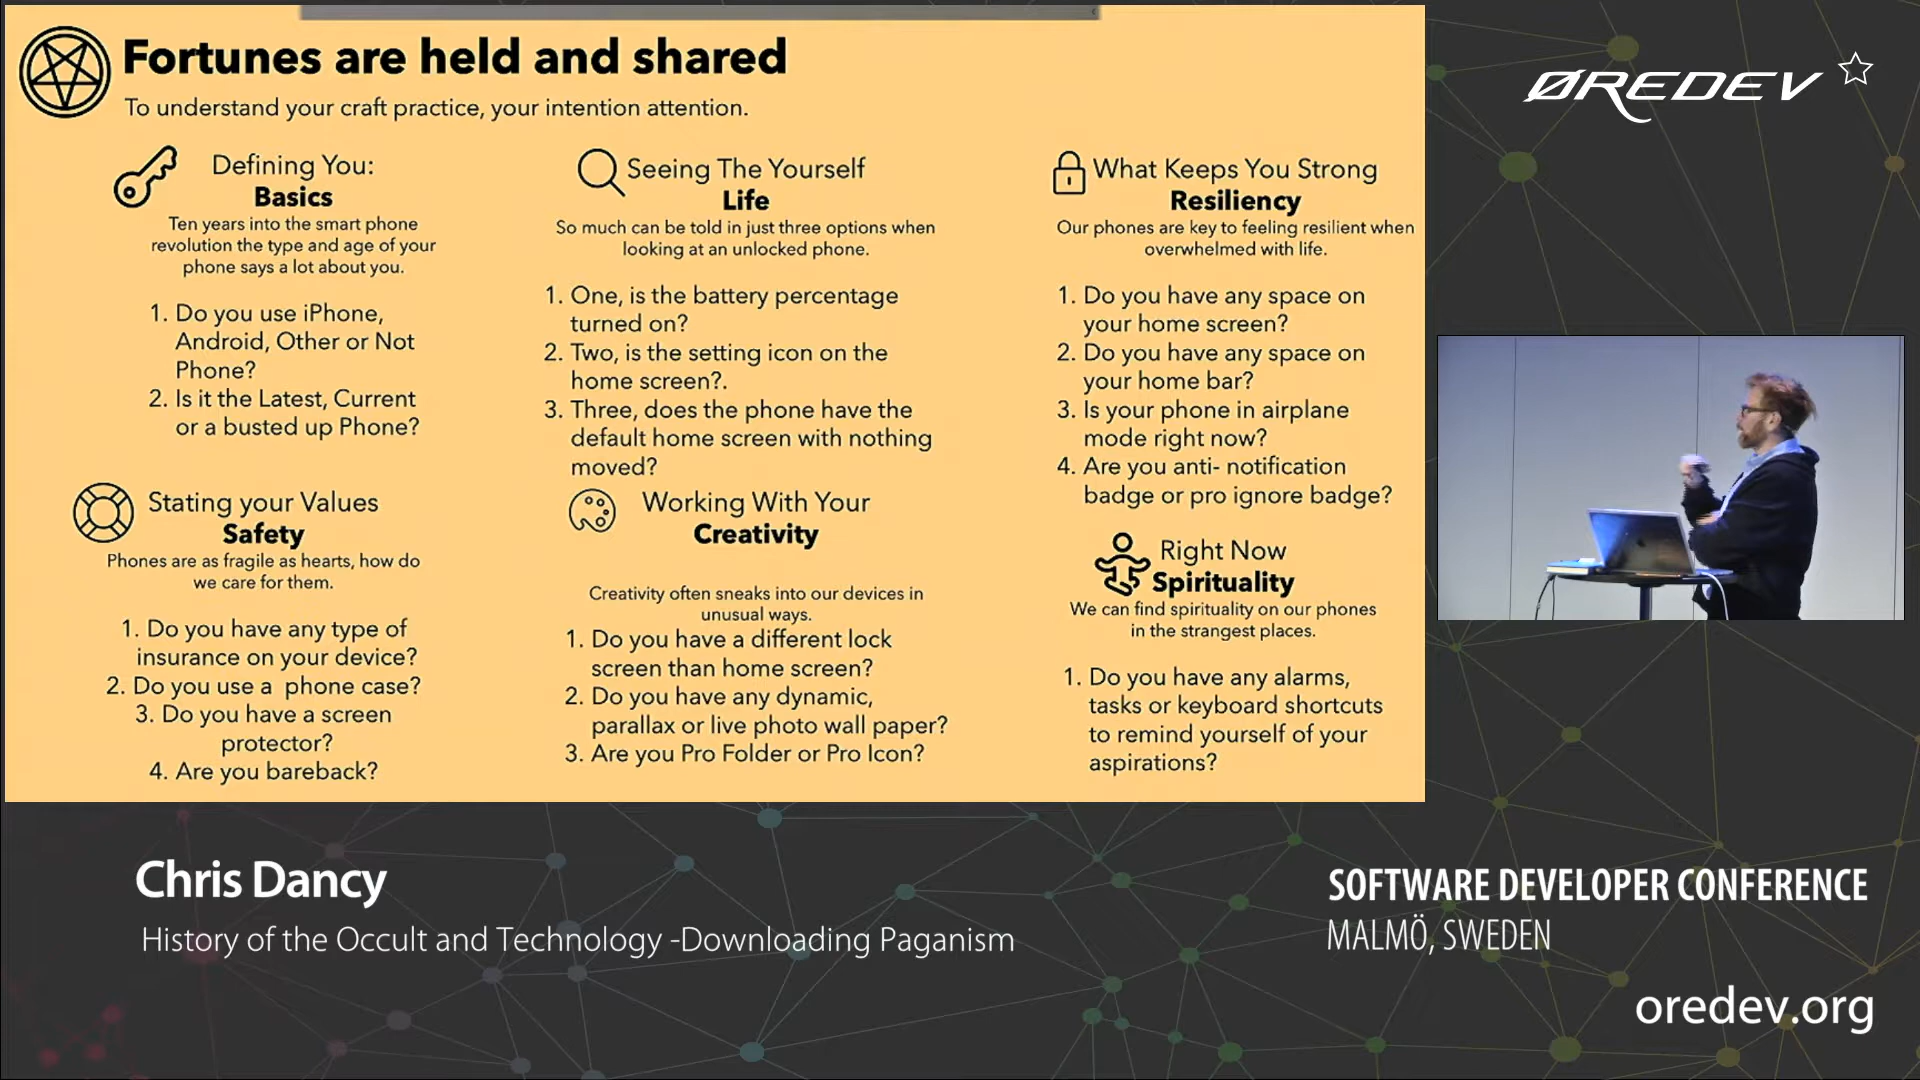 Fortunes are held and shared
To understand your craft practice, your intention attention.
Defining You:
Basics
Ten years into the smart phone
revolution the type and age of your
phone says a lot about you.
1. Do you use iPhone,
Android, Other or Not
Phone?
2. Is it the Latest, Current
or a busted up Phone?
Seeing The Yourself
Life
So much can be told in just three options when
looking at an unlocked phone.
1. One, is the battery percentage
turned on?
2. Two, is the setting icon on the
home screen?.
3. Three, does the phone have the
default home screen with nothing
moved?
What Keeps You Strong
Resiliency
Our phones are key to feeling resilient when
overwhelmed with life.
1. Do you have any space on
your home screen?
2. Do you have any space on
your home bar?
3. Is your phone in airplane
mode right now?
4. Are you anti- notification
badge or pro ignore badge?
Stating your Values
Safety
Phones are as fragile as hearts, how do
we care for them.
1. Do you have any type of
insurance on your device?
2. Do you use a phone case?
3. Do you have a screen
protector?
4. Are you bareback?
Working With Your
Creativity
Creativity often sneaks into our devices in
unusual ways.
1. Do you have a different lock
screen than home screen?
2. Do you have any dynamic,
parallax or live photo wall paper?
3. Are you Pro Folder or Pro Icon?
Right Now
Spirituality
We can find spirituality on our phones
in the strangest places.
1. Do you have any alarms,
tasks or keyboard shortcuts
to remind yourself of your
aspirations?
ØREDEV
Chris Dancy
History of the Occult and Technology -Downloading Paganism
SOFTWARE DEVELOPER CONFERENCE
MALMÖ, SWEDEN
oredev.org